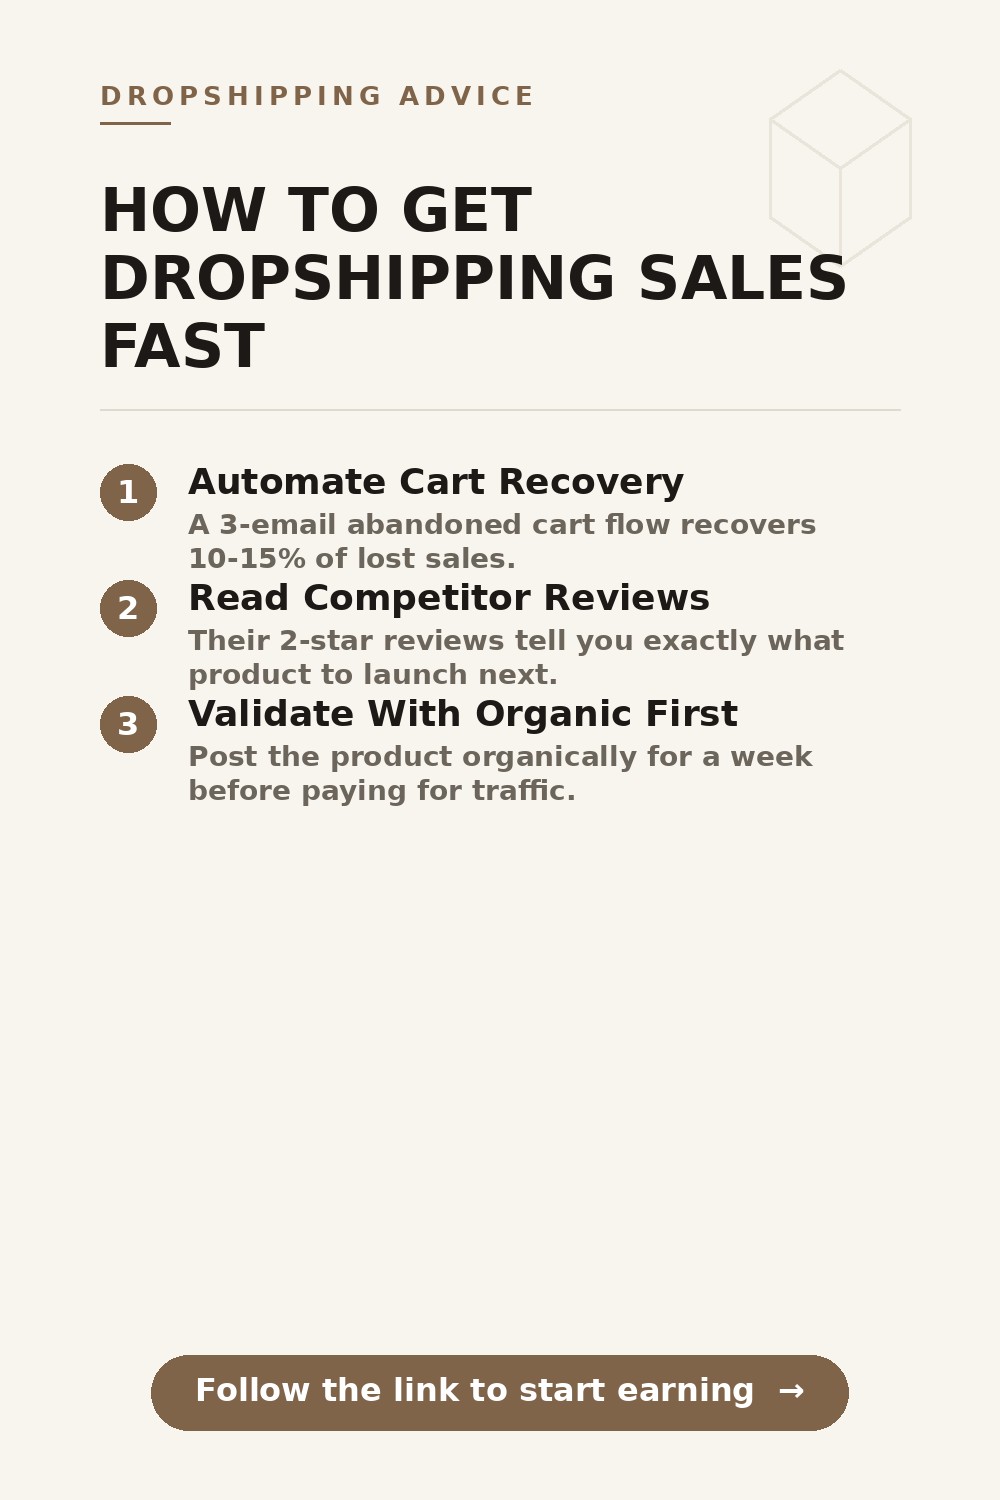 DROPSHIPPING ADVICE
HOW TO GET
DROPSHIPPING SALES
FAST
1 Automate Cart Recovery
A 3-email abandoned cart flow recovers
10-15% of lost sales.
2 Read Competitor Reviews
Their 2-star reviews tell you exactly what
product to launch next.
3 Validate With Organic First
Post the product organically for a week
before paying for traffic.
Follow the link to start earning →